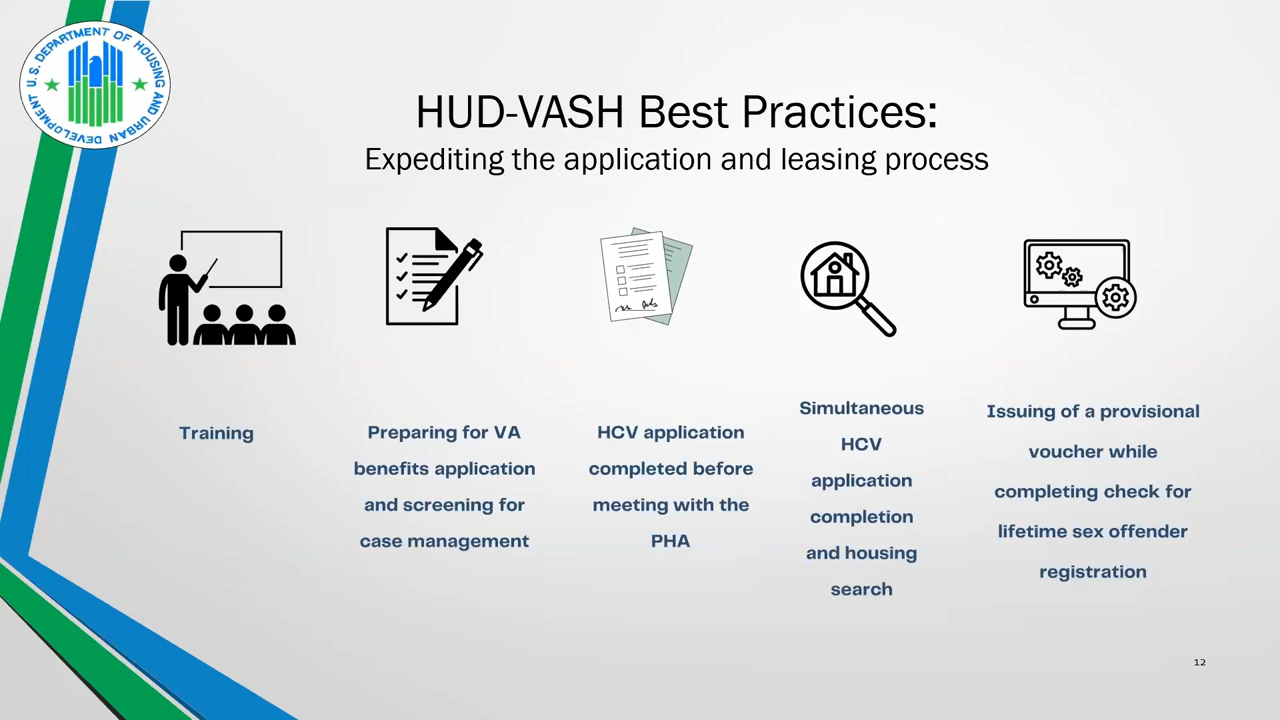 U.S. DEPARTMENT OF HOUSING AND URBAN DEVELOPMENT
HUD-VASH Best Practices:
Expediting the application and leasing process
Training
Preparing for VA
benefits application
and screening for
case management
HCV application
completed before
meeting with the
PHA
Simultaneous
HCV
application
completion
and housing
search
Issuing of a provisional
voucher while
completing check for
lifetime sex offender
registration
12